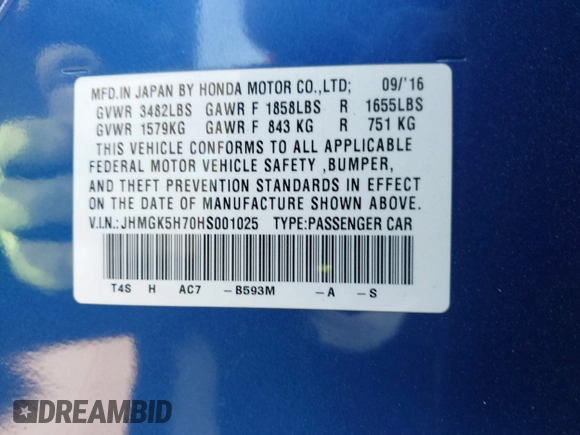 MFD.IN JAPAN BY HONDA MOTOR CO.,LTD; 09/'16
GVWR 3482LBS GAWR F 1858LBS R 1655LBS
GVWR 1579KG GAWR F 843 KG R 751 KG
THIS VEHICLE CONFORMS TO ALL APPLICABLE
FEDERAL MOTOR VEHICLE SAFETY ,BUMPER,
AND THEFT PREVENTION STANDARDS IN EFFECT
ON THE DATE OF MANUFACTURE SHOWN ABOVE.
V.I.N.:JHMGK5H70HS001025 TYPE:PASSENGER CAR
T4S H AC7 -B593M -A -S
DREAMBID